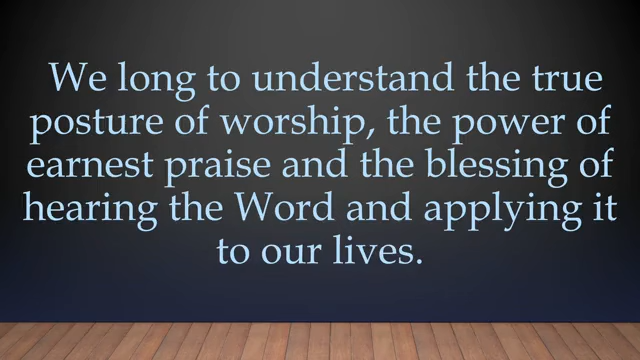 We long to understand the true
posture of worship, the power of
earnest praise and the blessing of
hearing the Word and applying it
to our lives.